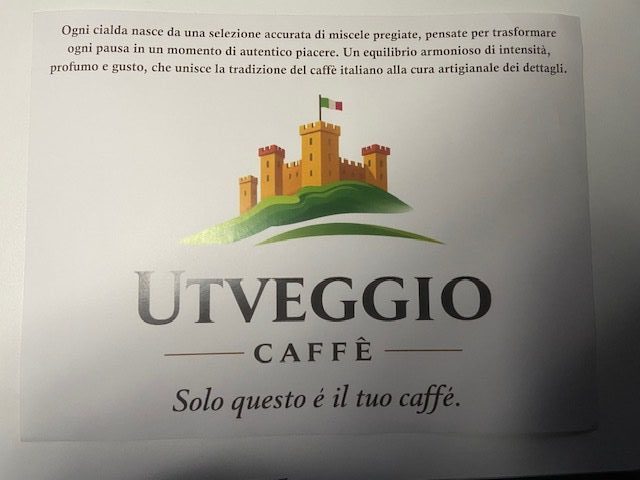 Ogni cialda nasce da una selezione accurata di miscele pregiate, pensate per trasformare
ogni pausa in un momento di autentico piacere. Un equilibrio armonioso di intensità,
profumo e gusto, che unisce la tradizione del caffè italiano alla cura artigianale dei dettagli.
UTVEGGIO
CAFFÊ
Solo questo é il tuo caffé.